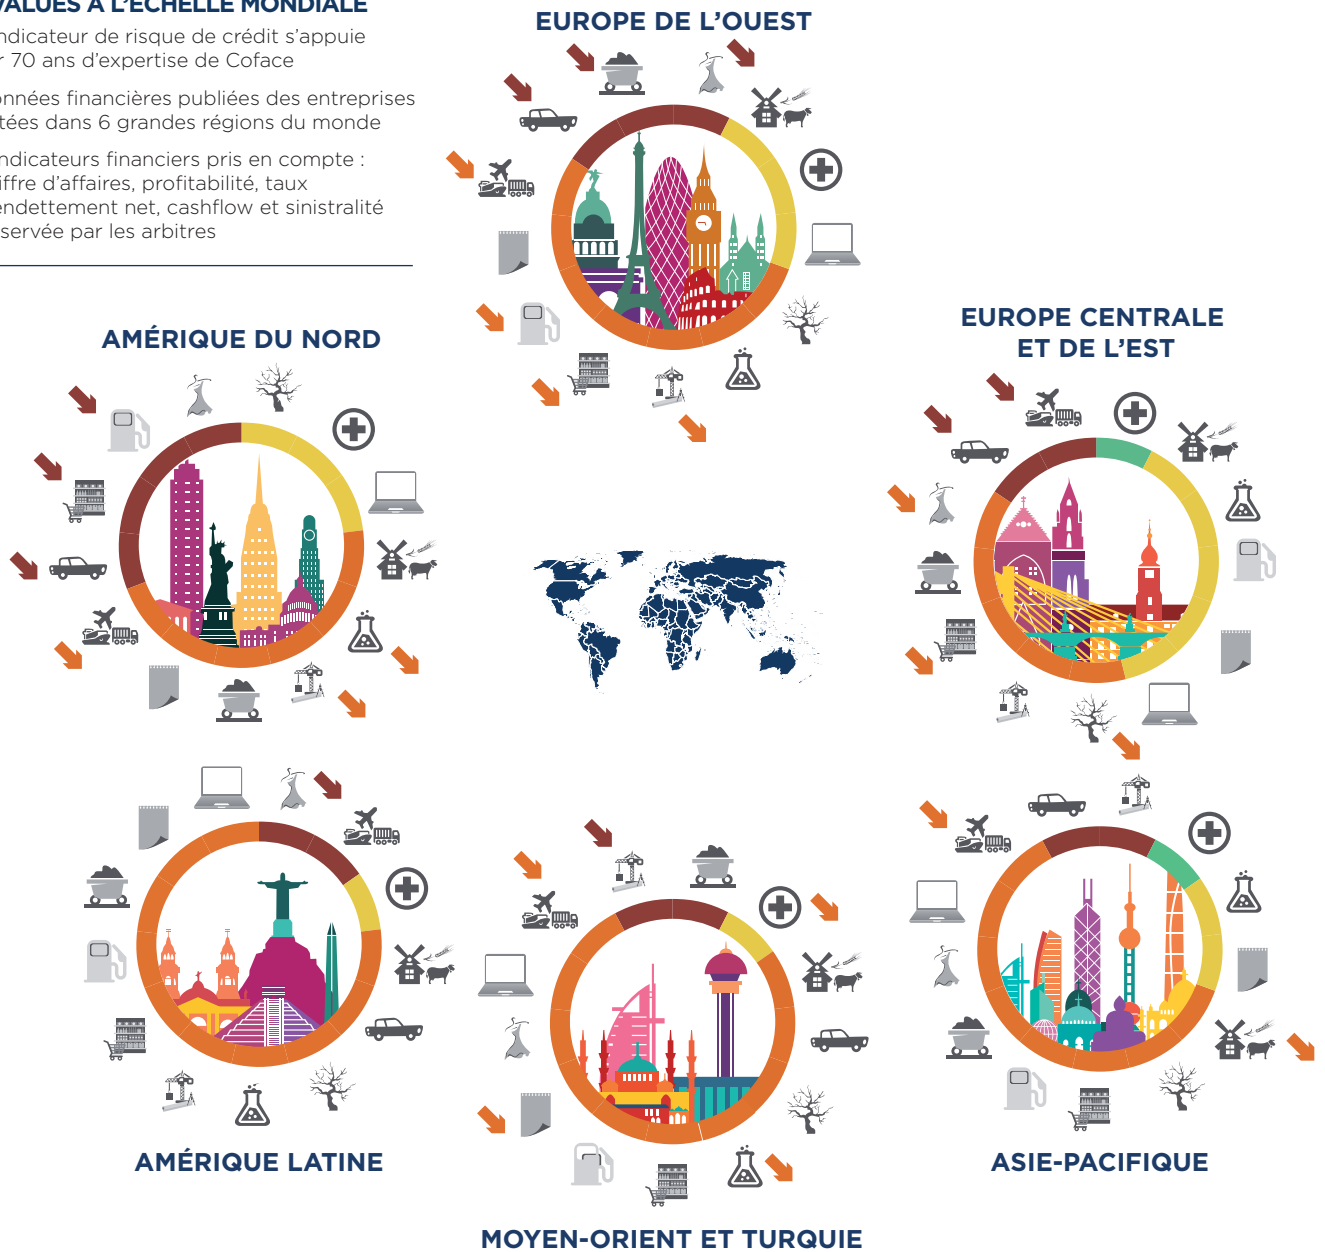 VALUÉS À L'ÉCHELLE MONDIALE
ndicateur de risque de crédit s'appuie
r 70 ans d'expertise de Coface
onnées financières publiées des entreprises
tées dans 6 grandes régions du monde
ndicateurs financiers pris en compte :
iffre d'affaires, profitabilité, taux
endettement net, cashflow et sinistralité
servée par les arbitres
EUROPE DE L'OUEST
AMÉRIQUE DU NORD
EUROPE CENTRALE
ET DE L'EST
AMÉRIQUE LATINE
MOYEN-ORIENT ET TURQUIE
ASIE-PACIFIQUE